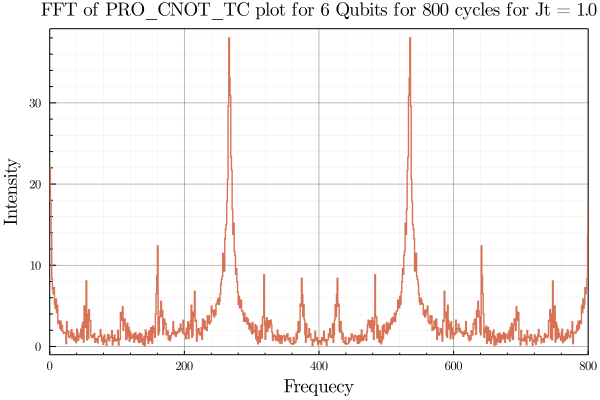 FFT of PRO_CNOT_TC plot for 6 Qubits for 800 cycles for Jt = 1.0
30
20
10
0
Intensity
0 200 400 600 800
Frequecy